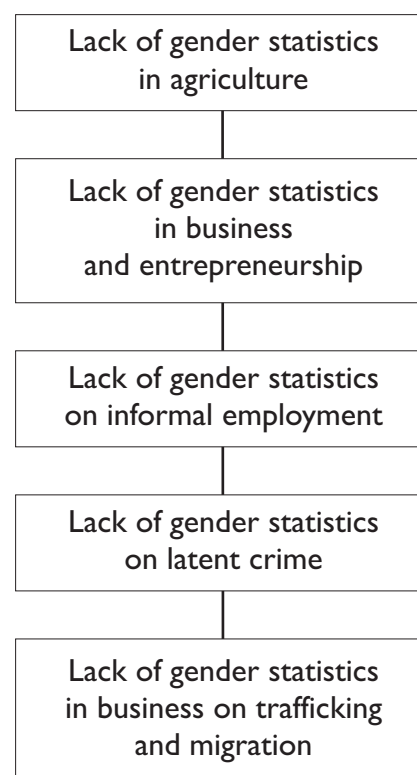 Lack of gender statistics
in agriculture
Lack of gender statistics
in business
and entrepreneurship
Lack of gender statistics
on informal employment
Lack of gender statistics
on latent crime
Lack of gender statistics
in business on trafficking
and migration